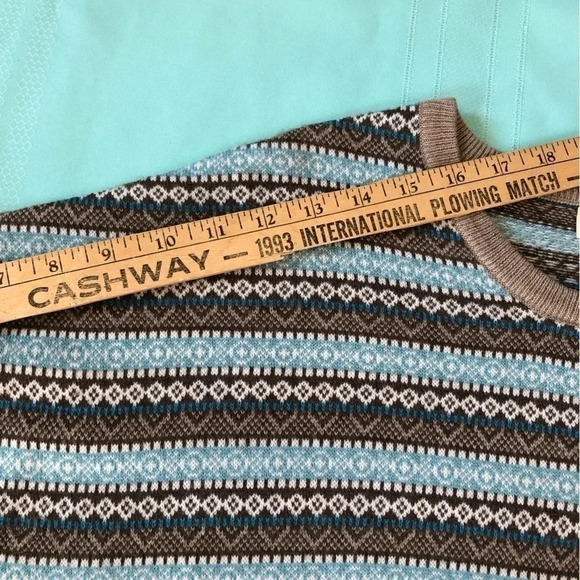 7 8 9 10 11 12 13 14 15 16 17 18
CASHWAY — 1993 INTERNATIONAL PLOWING MATCH —